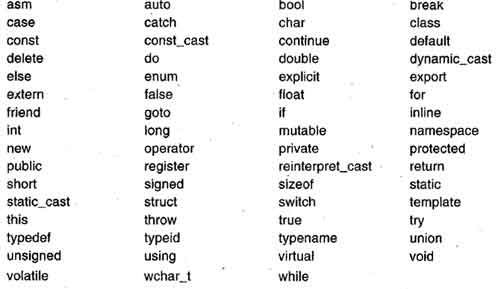 asm auto bool break
case catch char class
const const_cast continue default
delete do double dynamic_cast
else enum explicit export
extern false float for
friend goto if inline
int long mutable namespace
new operator private protected
public register reinterpret_cast return
short signed sizeof static
static_cast struct switch template
this throw true try
typedef typeid typename union
unsigned using virtual void
volatile wchar_t while